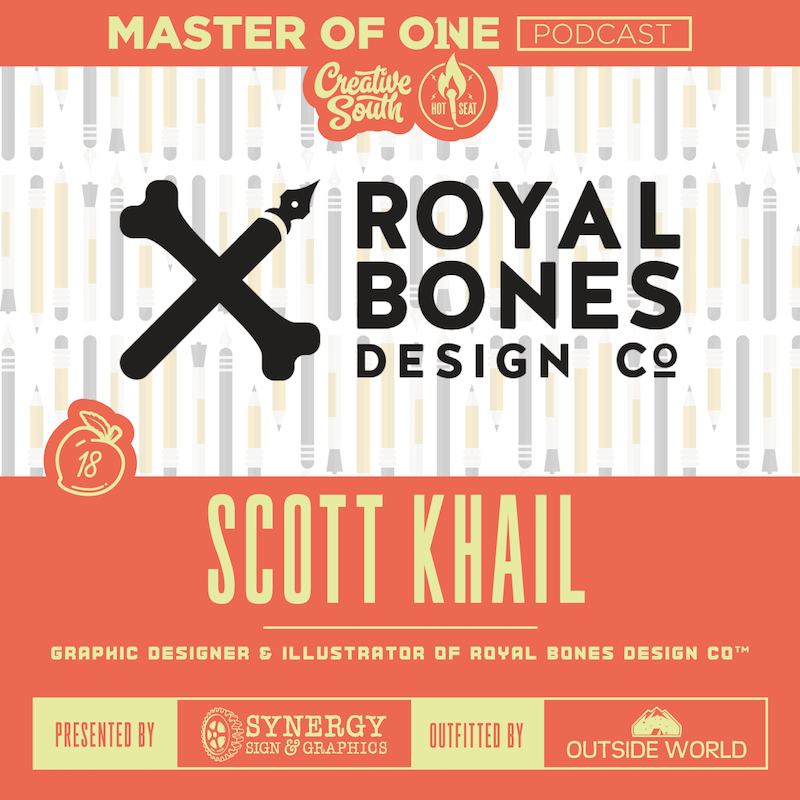 MASTER OF ONE PODCAST
Creative South
HOT SEAT
ROYAL
BONES
DESIGN Cº
18
SCOTT KHAIL
GRAPHIC DESIGNER & ILLUSTRATOR OF ROYAL BONES DESIGN CO™
PRESENTED BY
SYNERGY
SIGN & GRAPHICS
OUTFITTED BY
OUTSIDE WORLD